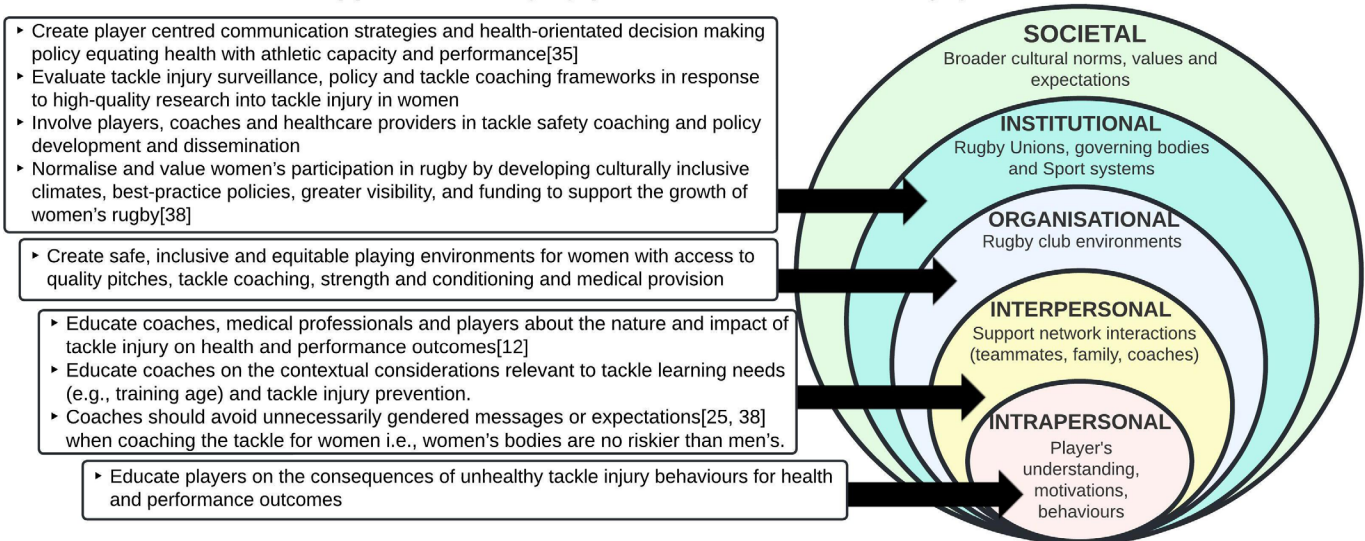 ‣ Create player centred communication strategies and health-orientated decision making
policy equating health with athletic capacity and performance[35]
‣ Evaluate tackle injury surveillance, policy and tackle coaching frameworks in response
to high-quality research into tackle injury in women
‣ Involve players, coaches and healthcare providers in tackle safety coaching and policy
development and dissemination
‣ Normalise and value women’s participation in rugby by developing culturally inclusive
climates, best-practice policies, greater visibility, and funding to support the growth of
women’s rugby[38]
‣ Create safe, inclusive and equitable playing environments for women with access to
quality pitches, tackle coaching, strength and conditioning and medical provision
‣ Educate coaches, medical professionals and players about the nature and impact of
tackle injury on health and performance outcomes[12]
‣ Educate coaches on the contextual considerations relevant to tackle learning needs
(e.g., training age) and tackle injury prevention.
‣ Coaches should avoid unnecessarily gendered messages or expectations[25, 38]
when coaching the tackle for women i.e., women’s bodies are no riskier than men’s.
‣ Educate players on the consequences of unhealthy tackle injury behaviours for health
and performance outcomes
SOCIETAL
Broader cultural norms, values and
expectations
INSTITUTIONAL
Rugby Unions, governing bodies
and Sport systems
ORGANISATIONAL
Rugby club environments
INTERPERSONAL
Support network interactions
(teammates, family, coaches)
INTRAPERSONAL
Player's
understanding,
motivations,
behaviours